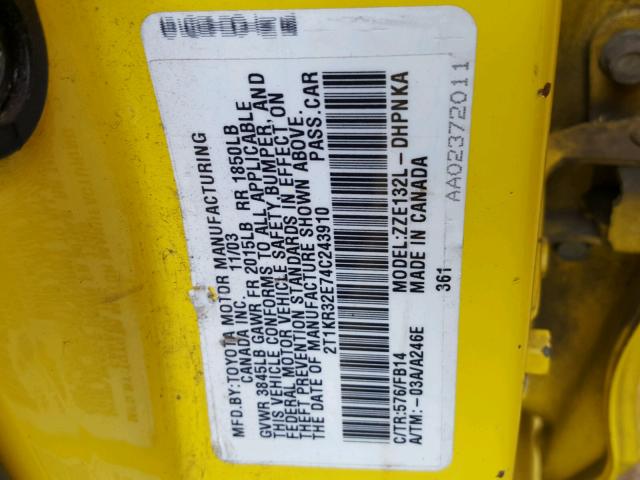 MFD.BY:TOYOTA MOTOR MANUFACTURING
CANADA INC. 11/03
GVWR 3845LB GAWR FR 2015LB RR 1850LB
THIS VEHICLE CONFORMS TO ALL APPLICABLE
FEDERAL MOTOR VEHICLE SAFETY,BUMPER, AND
THEFT PREVENTION STANDARDS IN EFFECT ON
THE DATE OF MANUFACTURE SHOWN ABOVE.
2T1KR32E74C243910 PASS.CAR
C/TR:576/FB14 MODEL:ZZE132L-DHPNKA
A/TM:-03A/A246E MADE IN CANADA
361
AA02372011